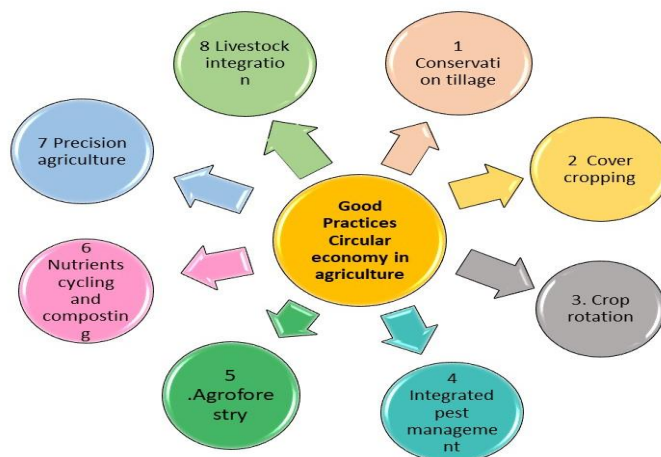 Good
Practices
Circular
economy in
agriculture
1
Conservati
on tillage
2 Cover
cropping
3. Crop
rotation
4
Integrated
pest
manageme
nt
5
.Agrofore
stry
6
Nutrients
cycling
and
compostin
g
7 Precision
agriculture
8 Livestock
integratio
n